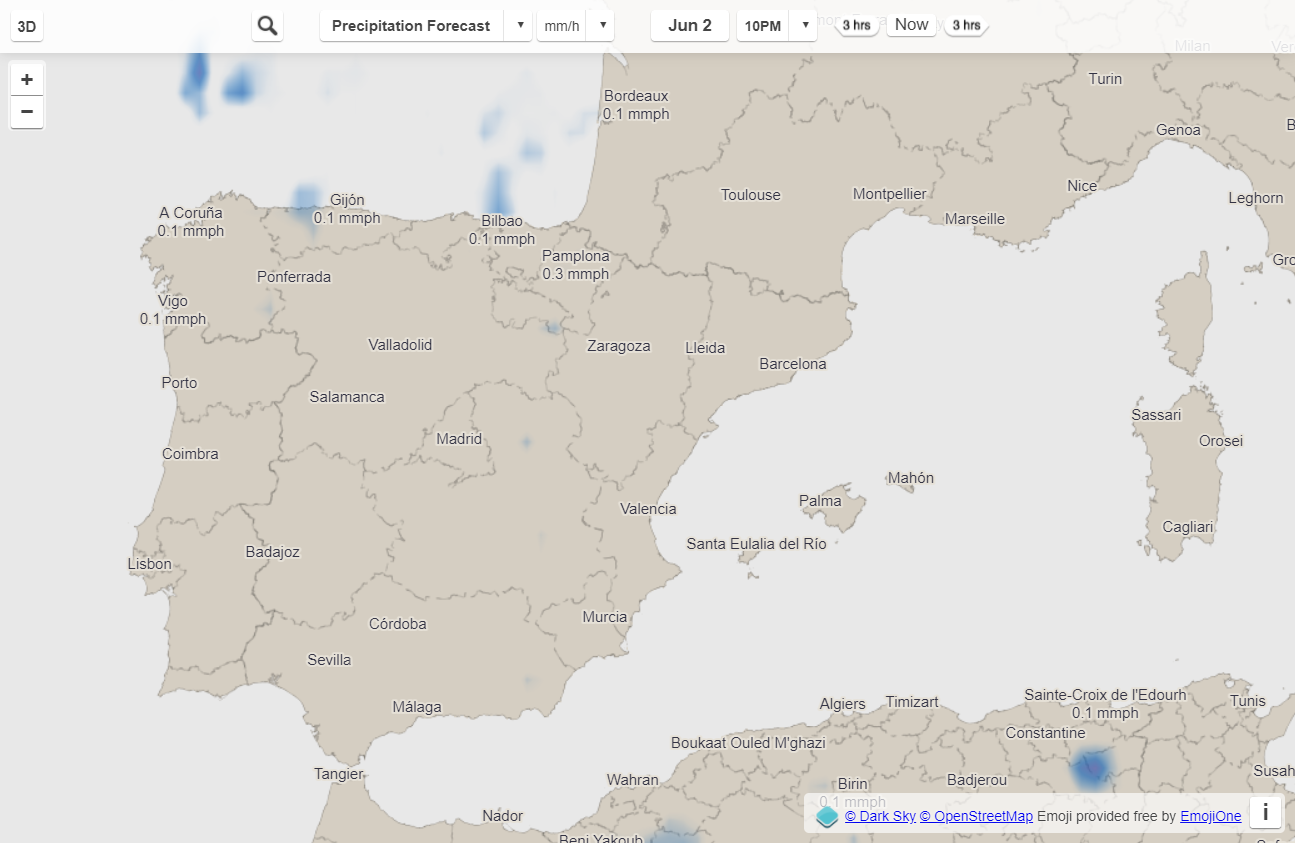 3D
Precipitation Forecast
mm/h
Jun 2
10PM
3 hrs
Now
3 hrs
Milan
+
−
Turin
Bordeaux
0.1 mmph
Genoa
B
Toulouse
Montpellier
Nice
Leghorn
Gijón
0.1 mmph
A Coruña
0.1 mmph
Marseille
Bilbao
0.1 mmph
Pamplona
0.3 mmph
Gro
Ponferrada
Vigo
0.1 mmph
Valladolid
Zaragoza
Lleida
Barcelona
Porto
Salamanca
Sassari
Madrid
Orosei
Coimbra
Mahón
Palma
Valencia
Cagliari
Santa Eulalia del Río
Badajoz
Lisbon
Murcia
Córdoba
Sevilla
Sainte-Croix de l'Edourh
0.1 mmph
Tunis
Algiers
Timizart
Málaga
Constantine
Boukaat Ouled M'ghazi
Tangier
Wahran
Birin
0.1 mmph
Badjerou
Susah
Nádor
© Dark Sky © OpenStreetMap Emoji provided free by EmojiOne
i
Beni Yakoub